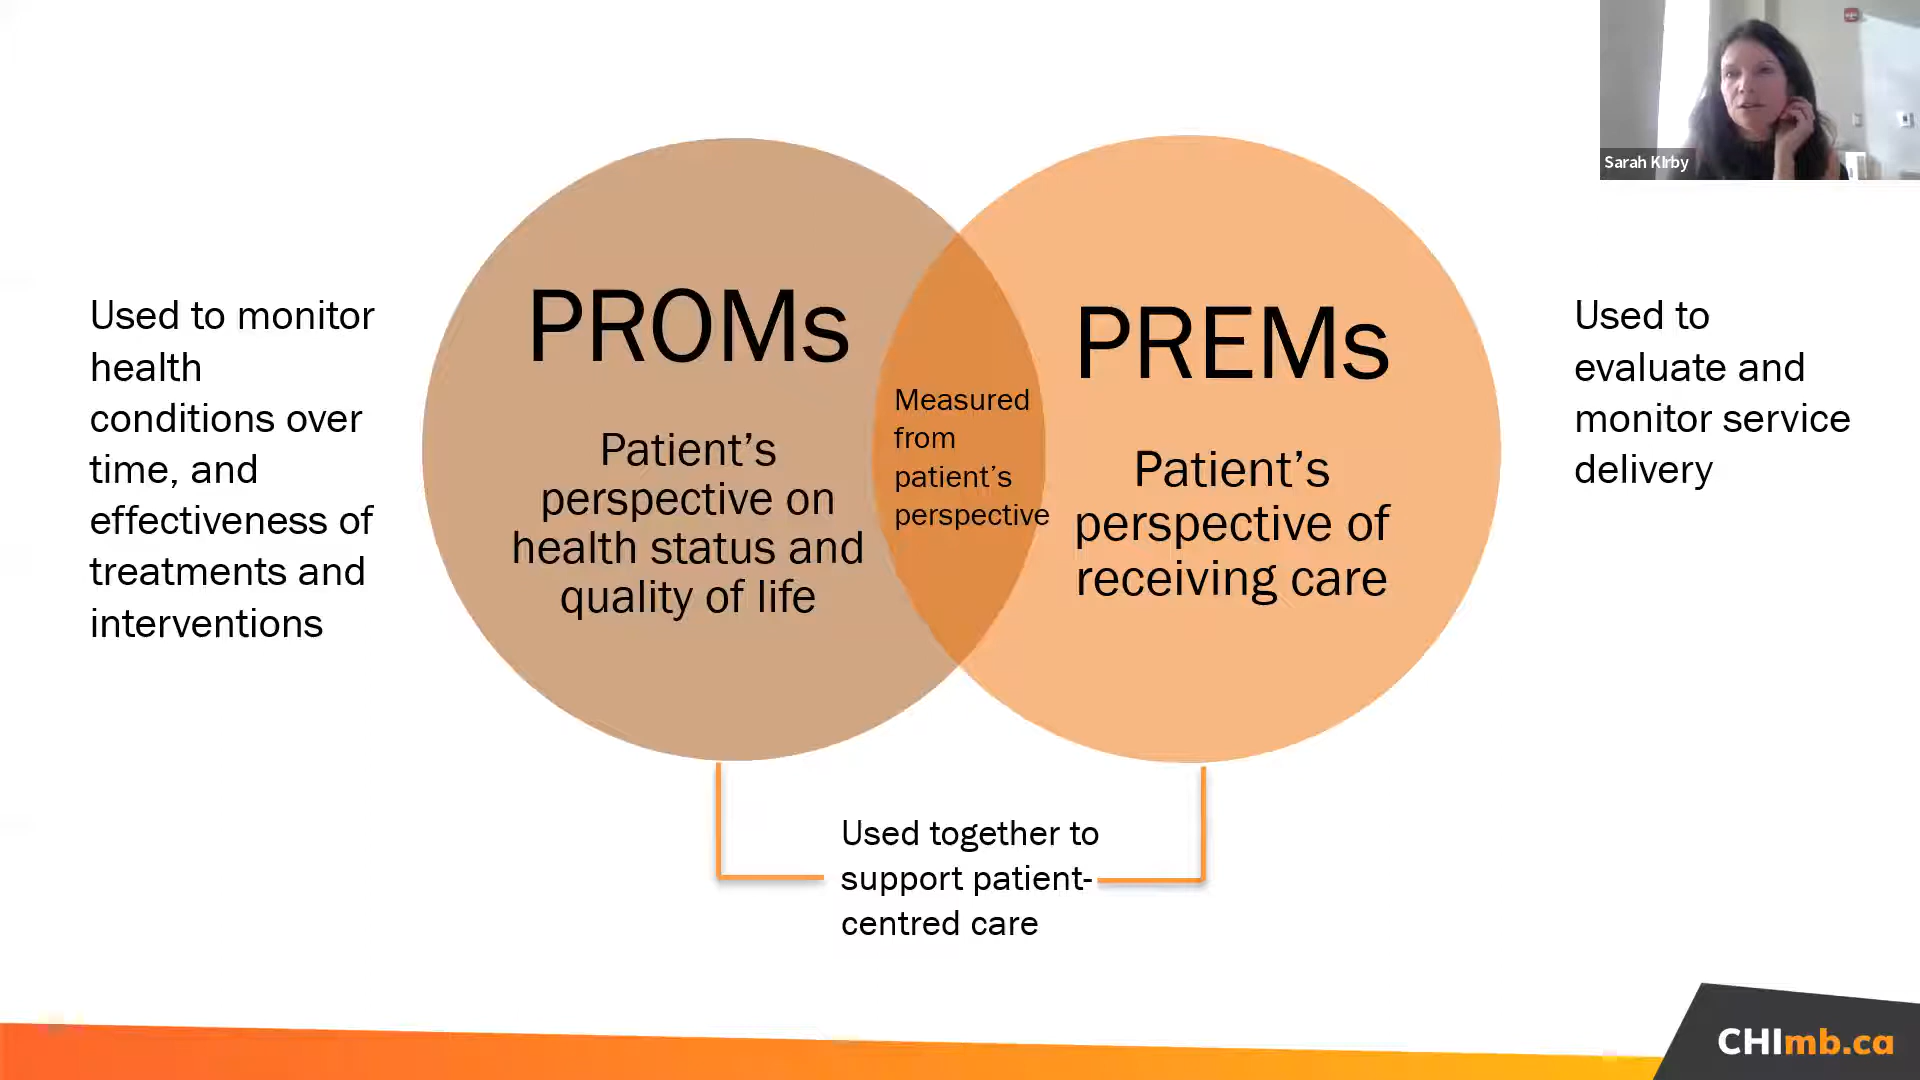 Sarah KIrby
Used to monitor
health
conditions over
time, and
effectiveness of
treatments and
interventions
PROMs
Patient’s
perspective on
health status and
quality of life
Measured
from
patient’s
perspective
PREMs
Patient’s
perspective of
receiving care
Used to
evaluate and
monitor service
delivery
Used together to
support patient-
centred care
CHImb.ca